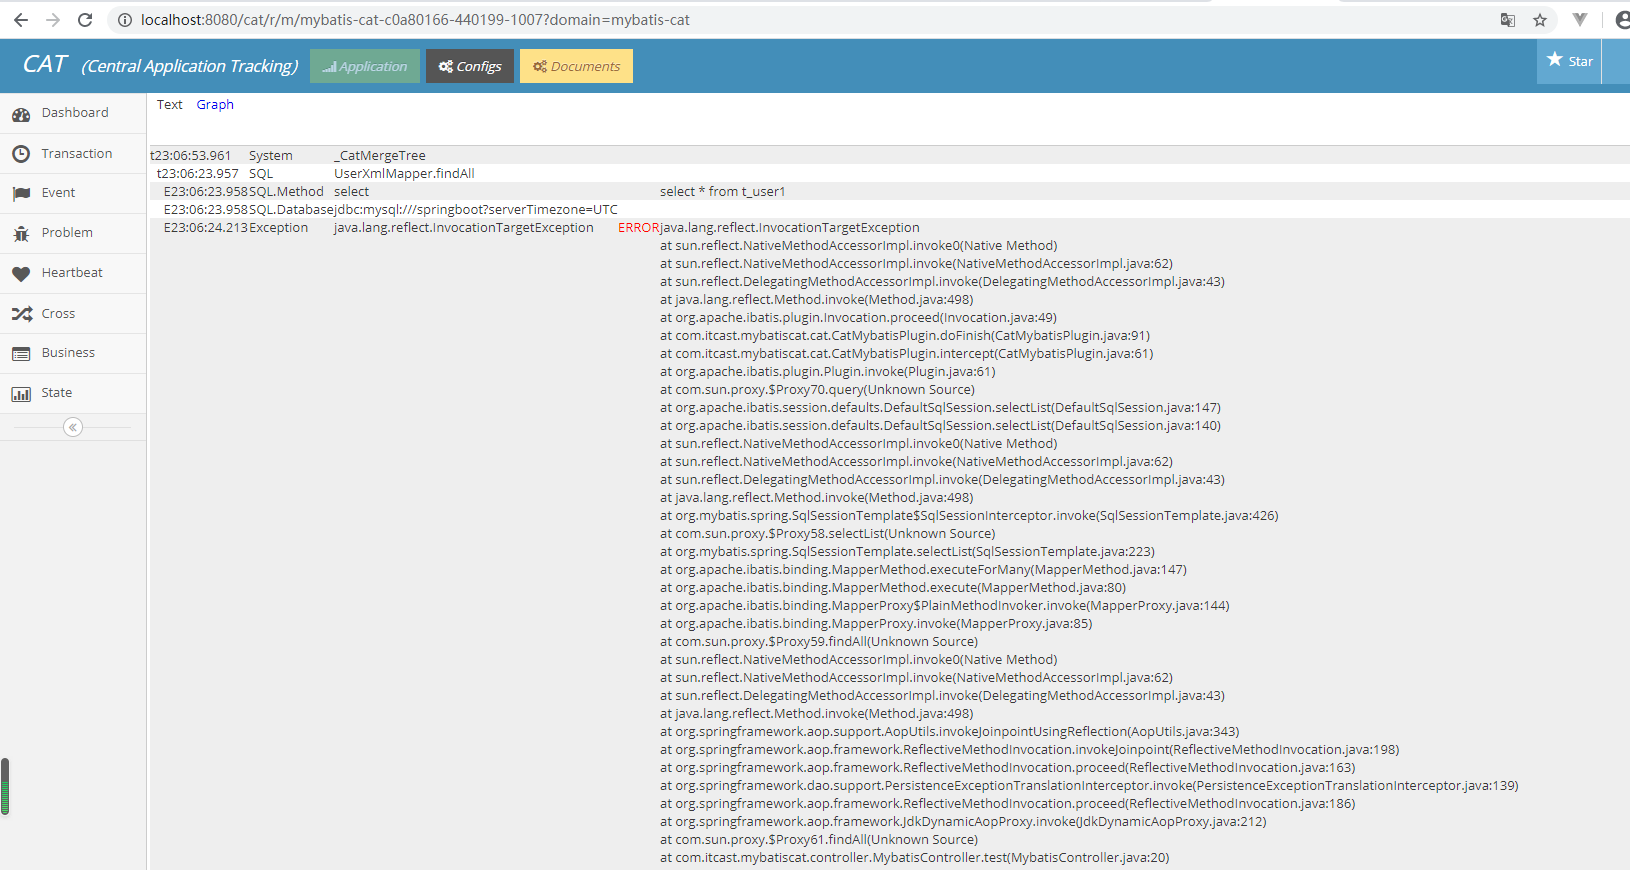 localhost:8080/cat/r/m/mybatis-cat-c0a80166-440199-1007?domain=mybatis-cat
CAT (Central Application Tracking) Application Configs Documents Star
Dashboard
Transaction
Event
Problem
Heartbeat
Cross
Business
State
Text Graph
t23:06:53.961 System _CatMergeTree
t23:06:23.957 SQL UserXmlMapper.findAll
E23:06:23.958 SQL.Method select select * from t_user1
E23:06:23.958 SQL.Database jdbc:mysql:///springboot?serverTimezone=UTC
E23:06:24.213 Exception java.lang.reflect.InvocationTargetException ERROR java.lang.reflect.InvocationTargetException
at sun.reflect.NativeMethodAccessorImpl.invoke0(Native Method)
at sun.reflect.NativeMethodAccessorImpl.invoke(NativeMethodAccessorImpl.java:62)
at sun.reflect.DelegatingMethodAccessorImpl.invoke(DelegatingMethodAccessorImpl.java:43)
at java.lang.reflect.Method.invoke(Method.java:498)
at org.apache.ibatis.plugin.Invocation.proceed(Invocation.java:49)
at com.itcast.mybatiscat.cat.CatMybatisPlugin.doFinish(CatMybatisPlugin.java:91)
at com.itcast.mybatiscat.cat.CatMybatisPlugin.intercept(CatMybatisPlugin.java:61)
at org.apache.ibatis.plugin.Plugin.invoke(Plugin.java:61)
at com.sun.proxy.$Proxy70.query(Unknown Source)
at org.apache.ibatis.session.defaults.DefaultSqlSession.selectList(DefaultSqlSession.java:147)
at org.apache.ibatis.session.defaults.DefaultSqlSession.selectList(DefaultSqlSession.java:140)
at sun.reflect.NativeMethodAccessorImpl.invoke0(Native Method)
at sun.reflect.NativeMethodAccessorImpl.invoke(NativeMethodAccessorImpl.java:62)
at sun.reflect.DelegatingMethodAccessorImpl.invoke(DelegatingMethodAccessorImpl.java:43)
at java.lang.reflect.Method.invoke(Method.java:498)
at org.mybatis.spring.SqlSessionTemplate$SqlSessionInterceptor.invoke(SqlSessionTemplate.java:426)
at com.sun.proxy.$Proxy58.selectList(Unknown Source)
at org.mybatis.spring.SqlSessionTemplate.selectList(SqlSessionTemplate.java:223)
at org.apache.ibatis.binding.MapperMethod.executeForMany(MapperMethod.java:147)
at org.apache.ibatis.binding.MapperMethod.execute(MapperMethod.java:80)
at org.apache.ibatis.binding.MapperProxy$PlainMethodInvoker.invoke(MapperProxy.java:144)
at org.apache.ibatis.binding.MapperProxy.invoke(MapperProxy.java:85)
at com.sun.proxy.$Proxy59.findAll(Unknown Source)
at sun.reflect.NativeMethodAccessorImpl.invoke0(Native Method)
at sun.reflect.NativeMethodAccessorImpl.invoke(NativeMethodAccessorImpl.java:62)
at sun.reflect.DelegatingMethodAccessorImpl.invoke(DelegatingMethodAccessorImpl.java:43)
at java.lang.reflect.Method.invoke(Method.java:498)
at org.springframework.aop.support.AopUtils.invokeJoinpointUsingReflection(AopUtils.java:343)
at org.springframework.aop.framework.ReflectiveMethodInvocation.invokeJoinpoint(ReflectiveMethodInvocation.java:198)
at org.springframework.aop.framework.ReflectiveMethodInvocation.proceed(ReflectiveMethodInvocation.java:163)
at org.springframework.dao.support.PersistenceExceptionTranslationInterceptor.invoke(PersistenceExceptionTranslationInterceptor.java:139)
at org.springframework.aop.framework.ReflectiveMethodInvocation.proceed(ReflectiveMethodInvocation.java:186)
at org.springframework.aop.framework.JdkDynamicAopProxy.invoke(JdkDynamicAopProxy.java:212)
at com.sun.proxy.$Proxy61.findAll(Unknown Source)
at com.itcast.mybatiscat.controller.MybatisController.test(MybatisController.java:20)